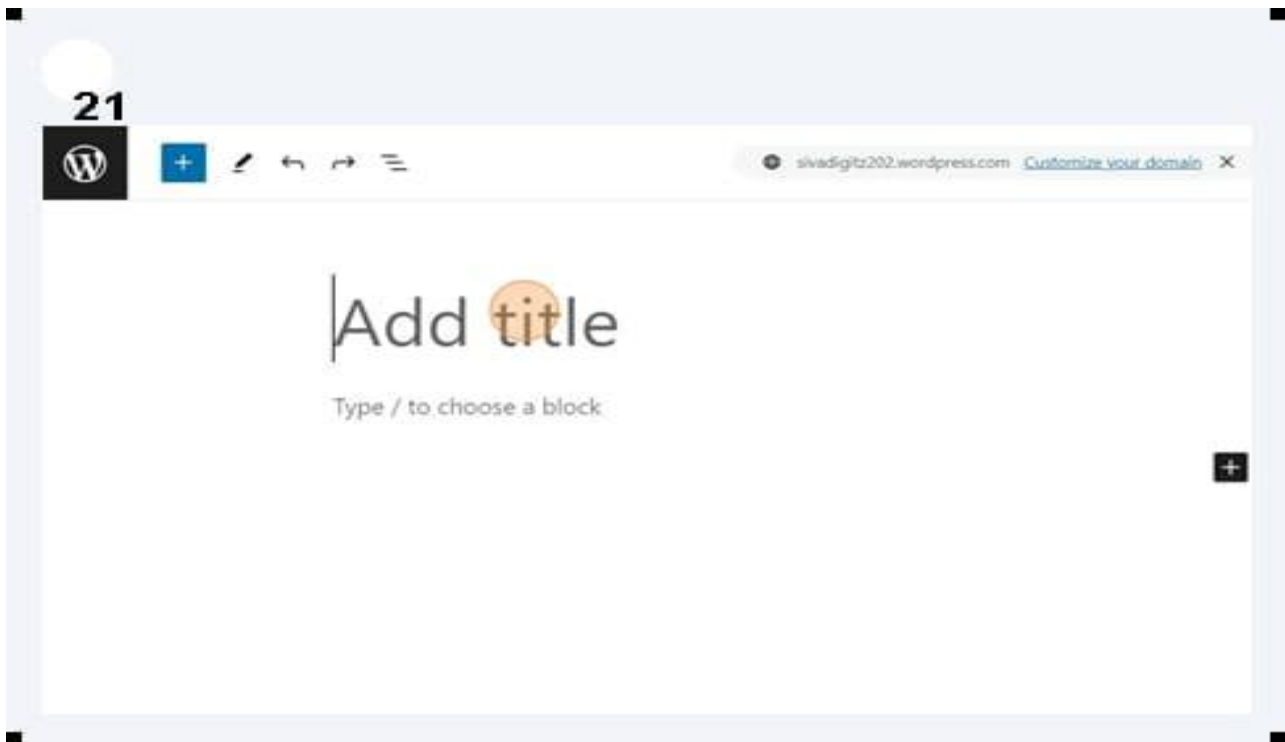 21
sivadigitz202.wordpress.com Customize your domain
Add title
Type / to choose a block